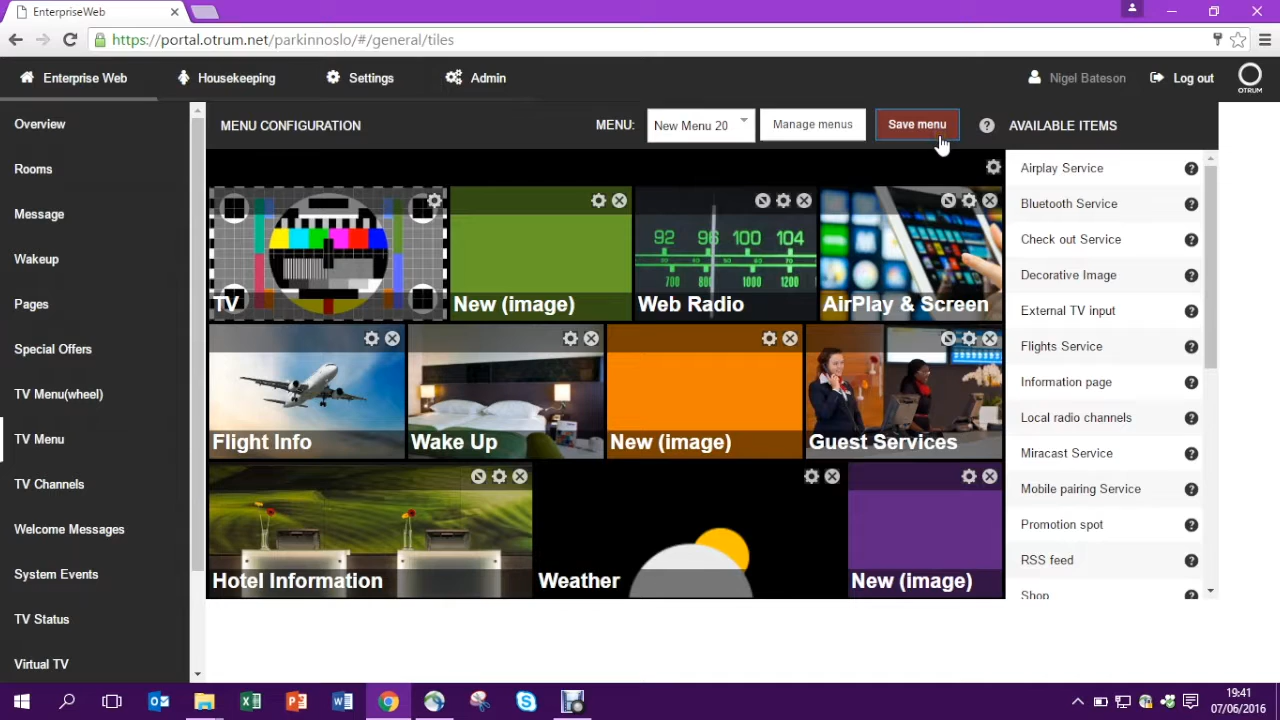 EnterpriseWeb
https://portal.otrum.net/parkinnoslo/#/general/tiles
Enterprise Web
Housekeeping
Settings
Admin
Nigel Bateson
Log out
OTRUM
Overview
Rooms
Message
Wakeup
Pages
Special Offers
TV Menu(wheel)
TV Menu
TV Channels
Welcome Messages
System Events
TV Status
Virtual TV
MENU CONFIGURATION
MENU:
New Menu 20
Manage menus
Save menu
TV
New (image)
92 96 100 104
700 800 1000 1200
Web Radio
AirPlay & Screen
Flight Info
Wake Up
New (image)
Guest Services
Hotel Information
Weather
New (image)
AVAILABLE ITEMS
Airplay Service
Bluetooth Service
Check out Service
Decorative Image
External TV input
Flights Service
Information page
Local radio channels
Miracast Service
Mobile pairing Service
Promotion spot
RSS feed
Shop
19:41
07/06/2016